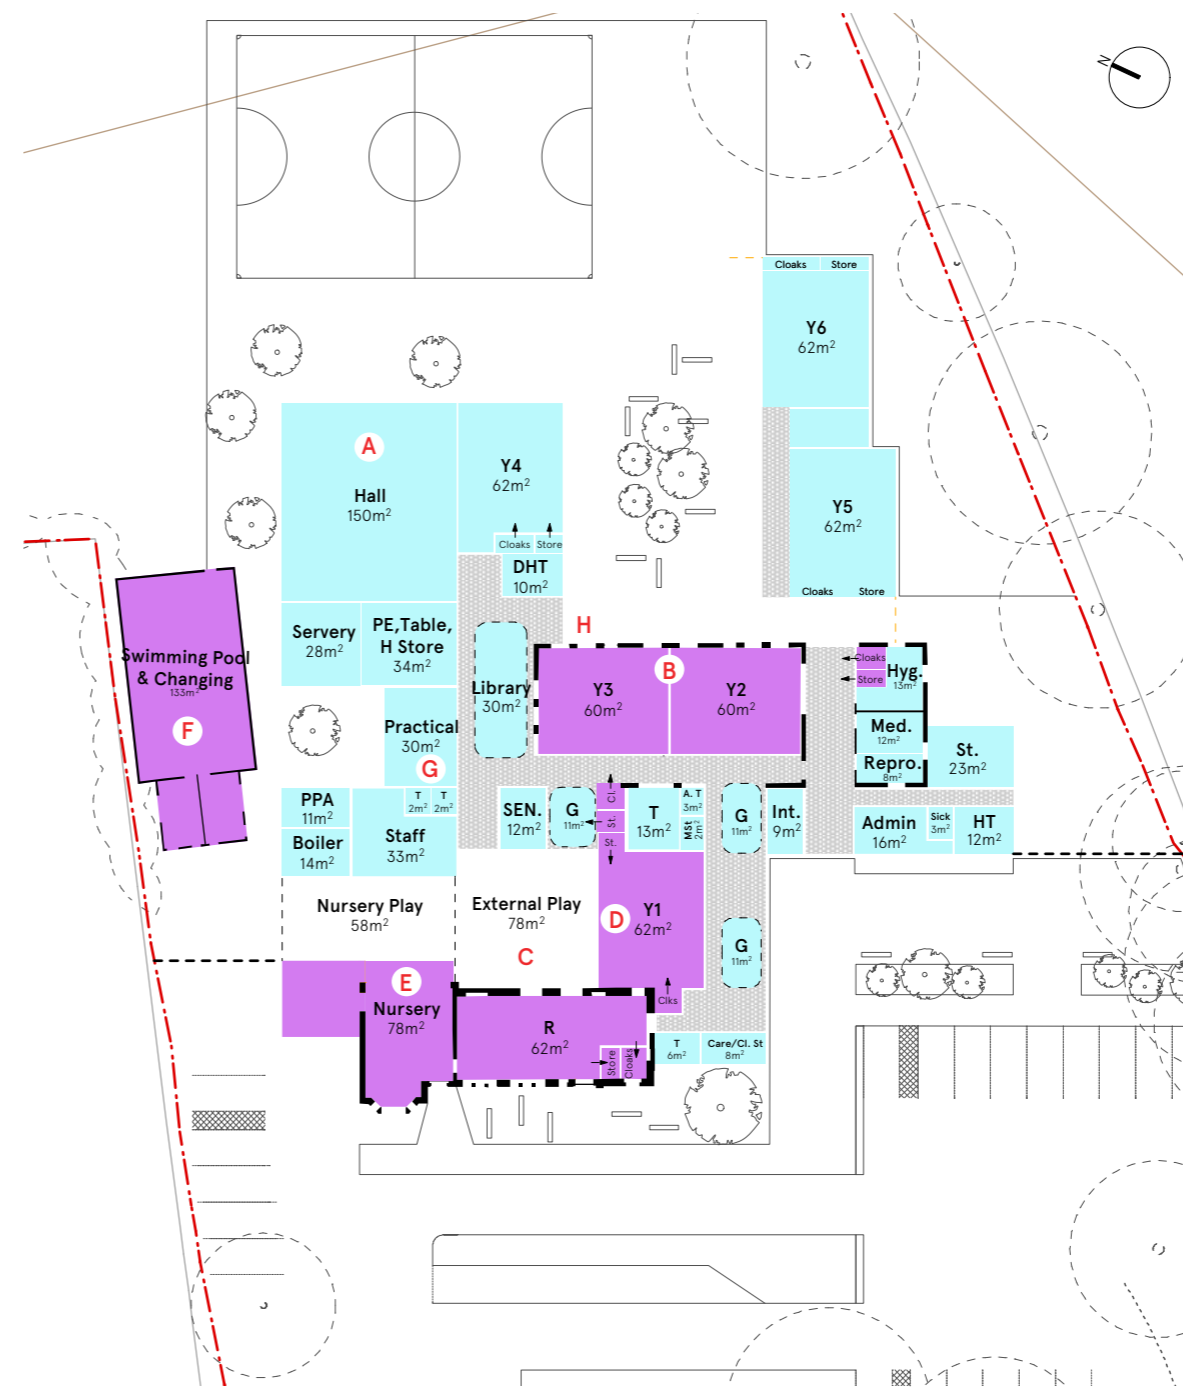 N
Cloaks Store
Y6
62m²
A
Hall
150m²
Y4
62m²
Cloaks Store
DHT
10m²
Y5
62m²
Cloaks Store
Servery
28m²
PE,Table,
H Store
34m²
H
Swimming Pool
& Changing
133m²
F
Library
30m²
Y3
60m²
B
Y2
60m²
Cloaks
Store
Hyg.
13m²
Med.
12m²
Repro.
8m²
St.
23m²
Practical
30m²
G
T
2m²
T
2m²
PPA
11m²
Boiler
14m²
Staff
33m²
SEN.
12m²
G
11m²
Cl.
St.
St.
T
13m²
A. T
3m²
MSt
2m²
G
11m²
Int.
9m²
Admin
16m²
Sick
3m²
HT
12m²
Nursery Play
58m²
External Play
78m²
C
D
Y1
62m²
G
11m²
Clks
E
Nursery
78m²
R
62m²
Store
Cloaks
T
6m²
Care/Cl. St
8m²